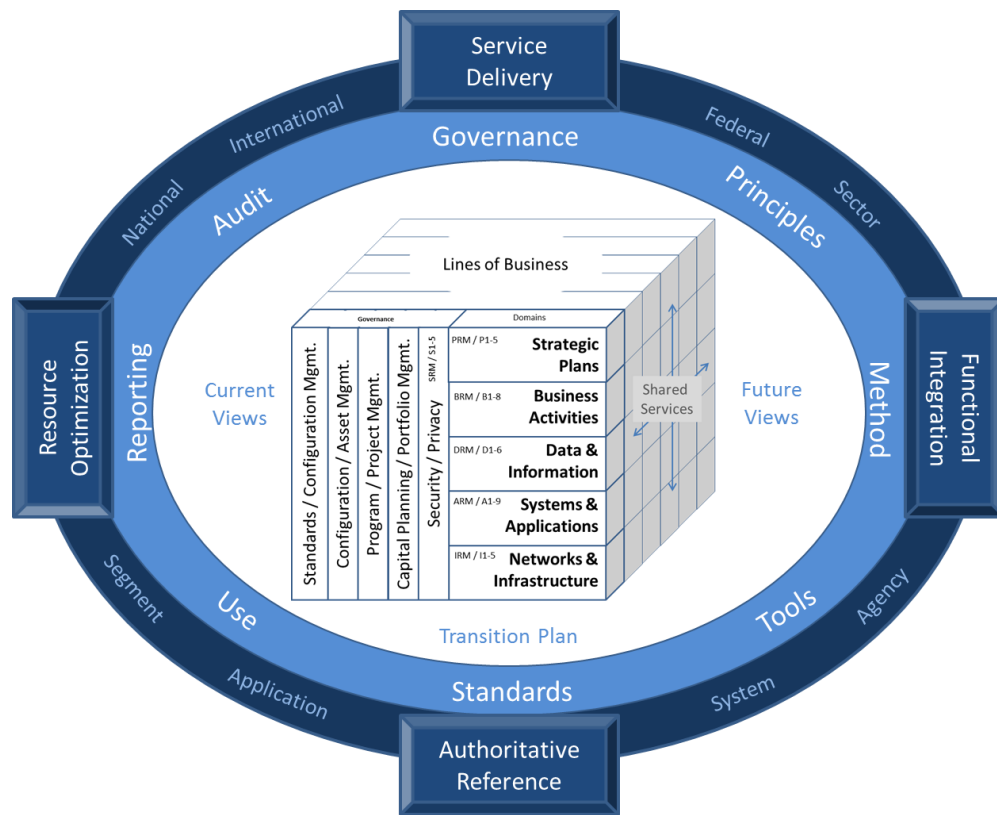 Service
Delivery
International
National
Federal
Sector
Governance
Audit
Principles
Resource
Optimization
Reporting
Functional
Integration
Method
Current
Views
Future
Views
Lines of Business
Governance
Domains
Standards / Configuration Mgmt.
Configuration / Asset Mgmt.
Program / Project Mgmt.
Capital Planning / Portfolio Mgmt.
Security / Privacy
SRM / S1-5
PRM / P1-5
Strategic
Plans
BRM / B1-8
Business
Activities
DRM / D1-6
Data &
Information
ARM / A1-9
Systems &
Applications
IRM / I1-5
Networks &
Infrastructure
Shared
Services
Transition Plan
Use
Tools
Standards
Segment
Application
System
Agency
Authoritative
Reference